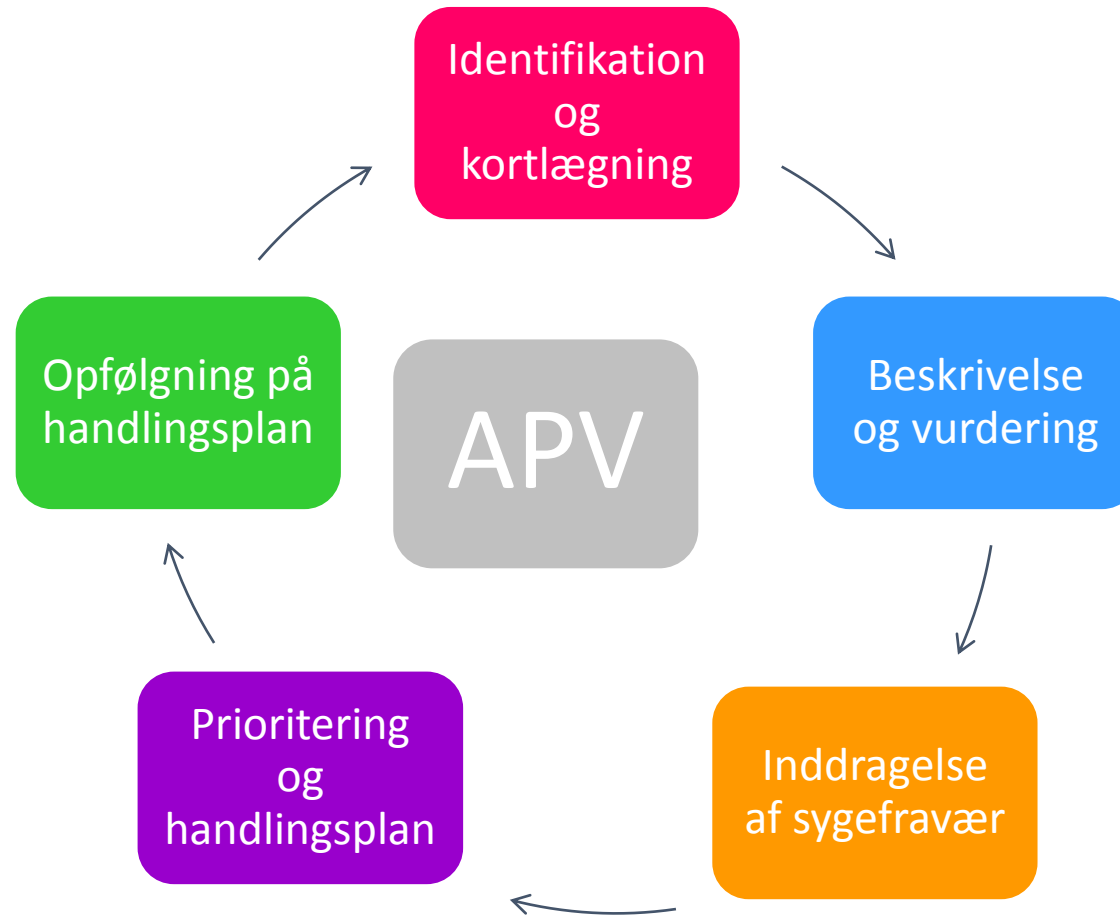 Identifikation
og
kortlægning
Beskrivelse
og vurdering
Inddragelse
af sygefravær
Prioritering
og
handlingsplan
Opfølgning på
handlingsplan
APV